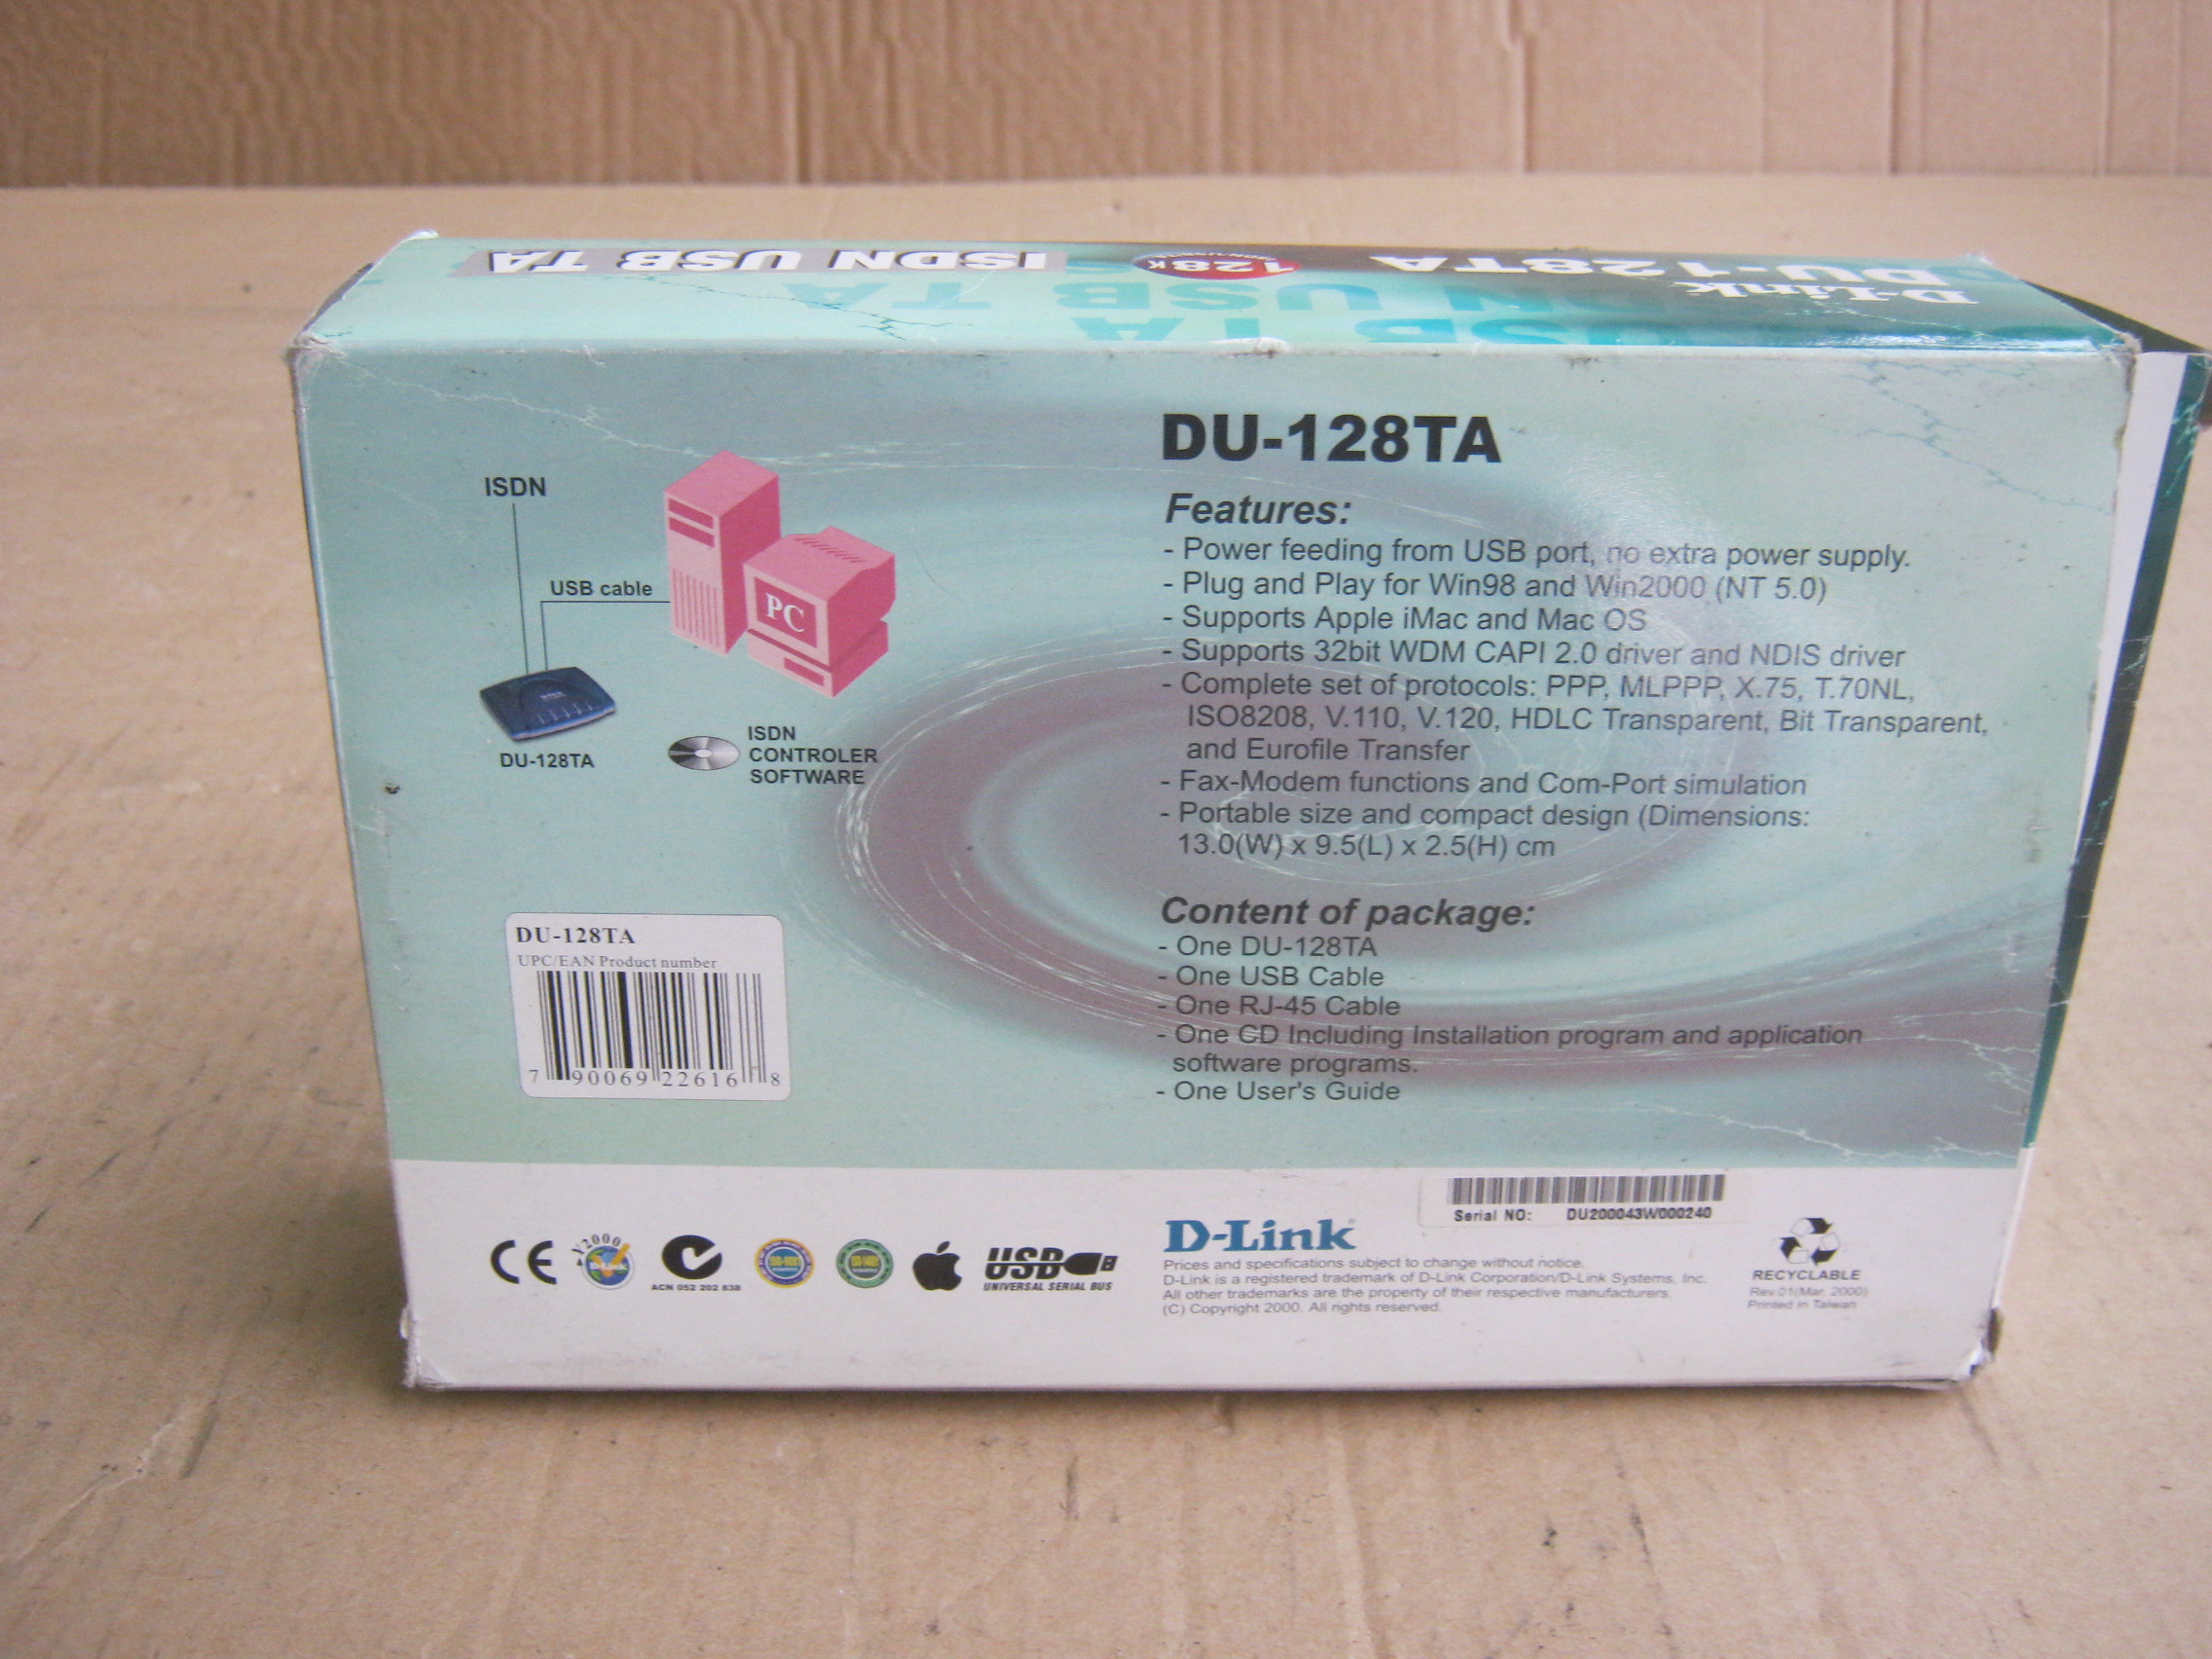 D-Link
DU-128TA
128K
ISDN USB TA
DU-128TA
Features:
- Power feeding from USB port, no extra power supply.
- Plug and Play for Win98 and Win2000 (NT 5.0)
- Supports Apple iMac and Mac OS
- Supports 32bit WDM CAPI 2.0 driver and NDIS driver
- Complete set of protocols: PPP, MLPPP, X.75, T.70NL,
ISO8208, V.110, V.120, HDLC Transparent, Bit Transparent,
and Eurofile Transfer
- Fax-Modem functions and Com-Port simulation
- Portable size and compact design (Dimensions:
13.0(W) x 9.5(L) x 2.5(H) cm
Content of package:
- One DU-128TA
- One USB Cable
- One RJ-45 Cable
- One CD Including Installation program and application
software programs.
- One User's Guide
ISDN
USB cable
PC
DU-128TA
ISDN
CONTROLER
SOFTWARE
DU-128TA
UPC/EAN Product number
7 90069 22616 8
CE
Y2000
D-Link
ACN 052 202 838
USB
UNIVERSAL SERIAL BUS
Serial NO: DU200043W000240
D-Link
Prices and specifications subject to change without notice.
D-Link is a registered trademark of D-Link Corporation/D-Link Systems, Inc.
All other trademarks are the property of their respective manufacturers.
(C) Copyright 2000. All rights reserved.
RECYCLABLE
Rev.01(Mar. 2000)
Printed in Taiwan